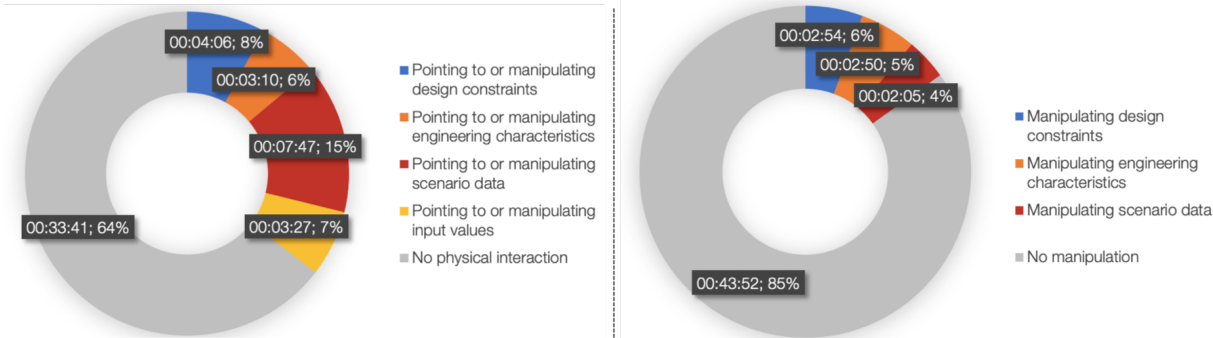 00:04:06; 8%
00:03:10; 6%
00:07:47; 15%
00:03:27; 7%
00:33:41; 64%
Pointing to or manipulating
design constraints
Pointing to or manipulating
engineering characteristics
Pointing to or manipulating
scenario data
Pointing to or manipulating
input values
No physical interaction
00:02:54; 6%
00:02:50; 5%
00:02:05; 4%
00:43:52; 85%
Manipulating design
constraints
Manipulating engineering
characteristics
Manipulating scenario data
No manipulation